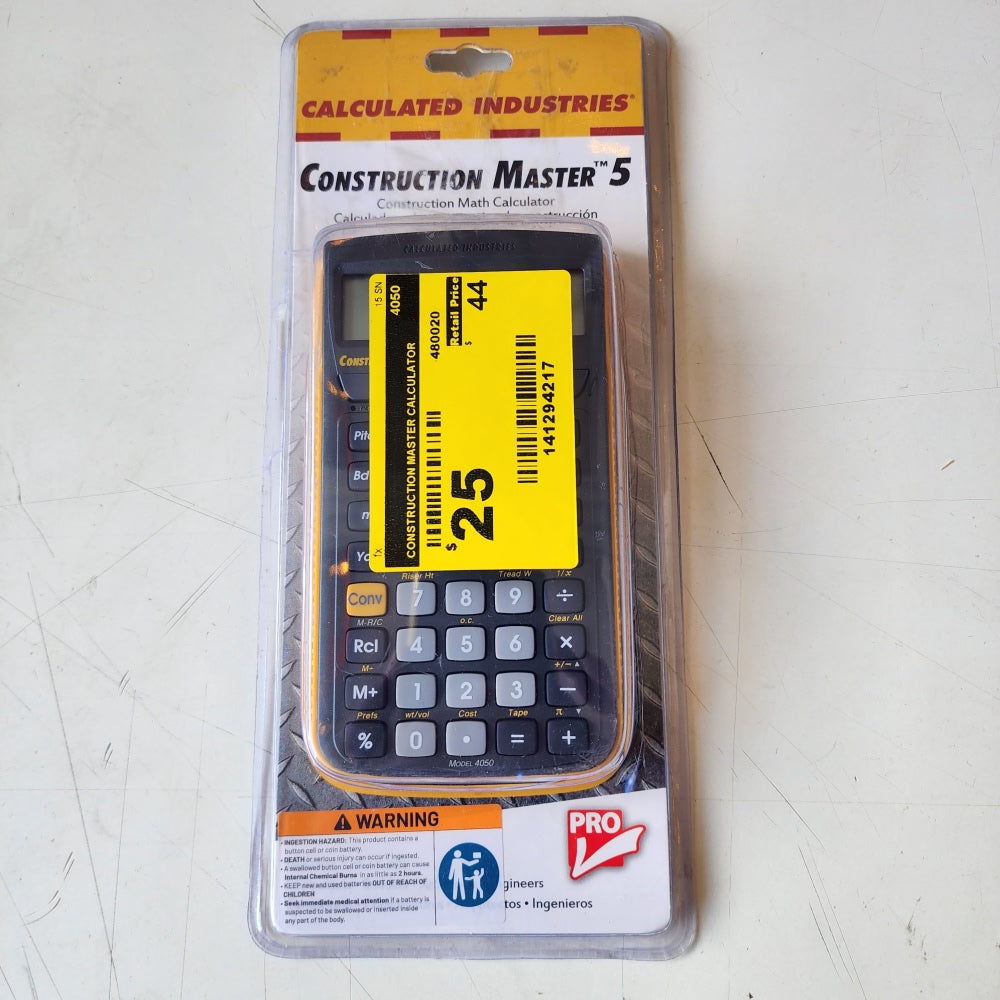 CALCULATED INDUSTRIES®
CONSTRUCTION MASTER™ 5
Construction Math Calculator
CALCULATED INDUSTRIES
15 SN
4050
fx
CONSTRUCTION MASTER CALCULATOR
480020
Retail Price
$ 44
$25
141294217
Riser Ht Tread W 1/x
Conv 7 8 9 ÷
M-R/C o.c. Clear All
Rcl 4 5 6 ×
M- +/- ▲
M+ 1 2 3 −
Prefs wt/vol Cost Tape π ▼
% 0 • = +
MODEL 4050
⚠ WARNING
• INGESTION HAZARD: This product contains a
button cell or coin battery.
• DEATH or serious injury can occur if ingested.
• A swallowed button cell or coin battery can cause
Internal Chemical Burns in as little as 2 hours.
• KEEP new and used batteries OUT OF REACH OF
CHILDREN
• Seek immediate medical attention if a battery is
suspected to be swallowed or inserted inside
any part of the body.
PRO
• Ingenieros